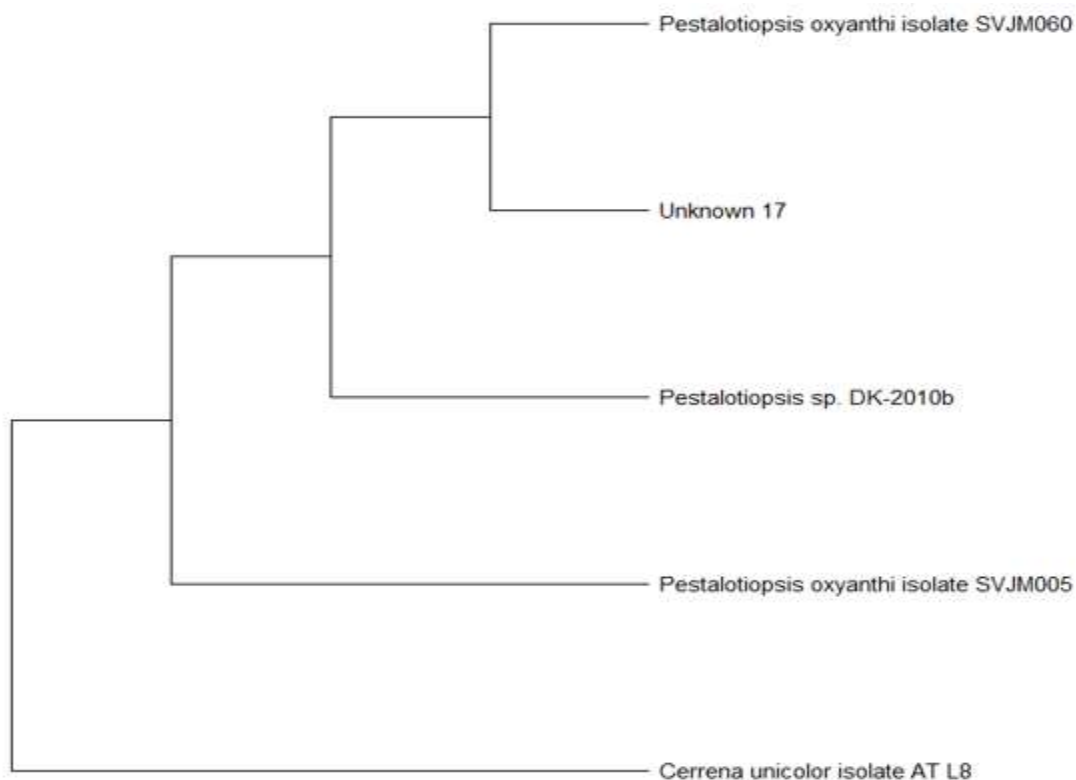 Pestalotiopsis oxyanthi isolate SVJM060
Unknown 17
Pestalotiopsis sp. DK-2010b
Pestalotiopsis oxyanthi isolate SVJM005
Cerrena unicolor isolate AT L8